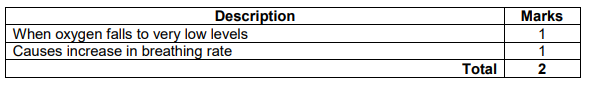 Description Marks
When oxygen falls to very low levels 1
Causes increase in breathing rate 1
Total 2